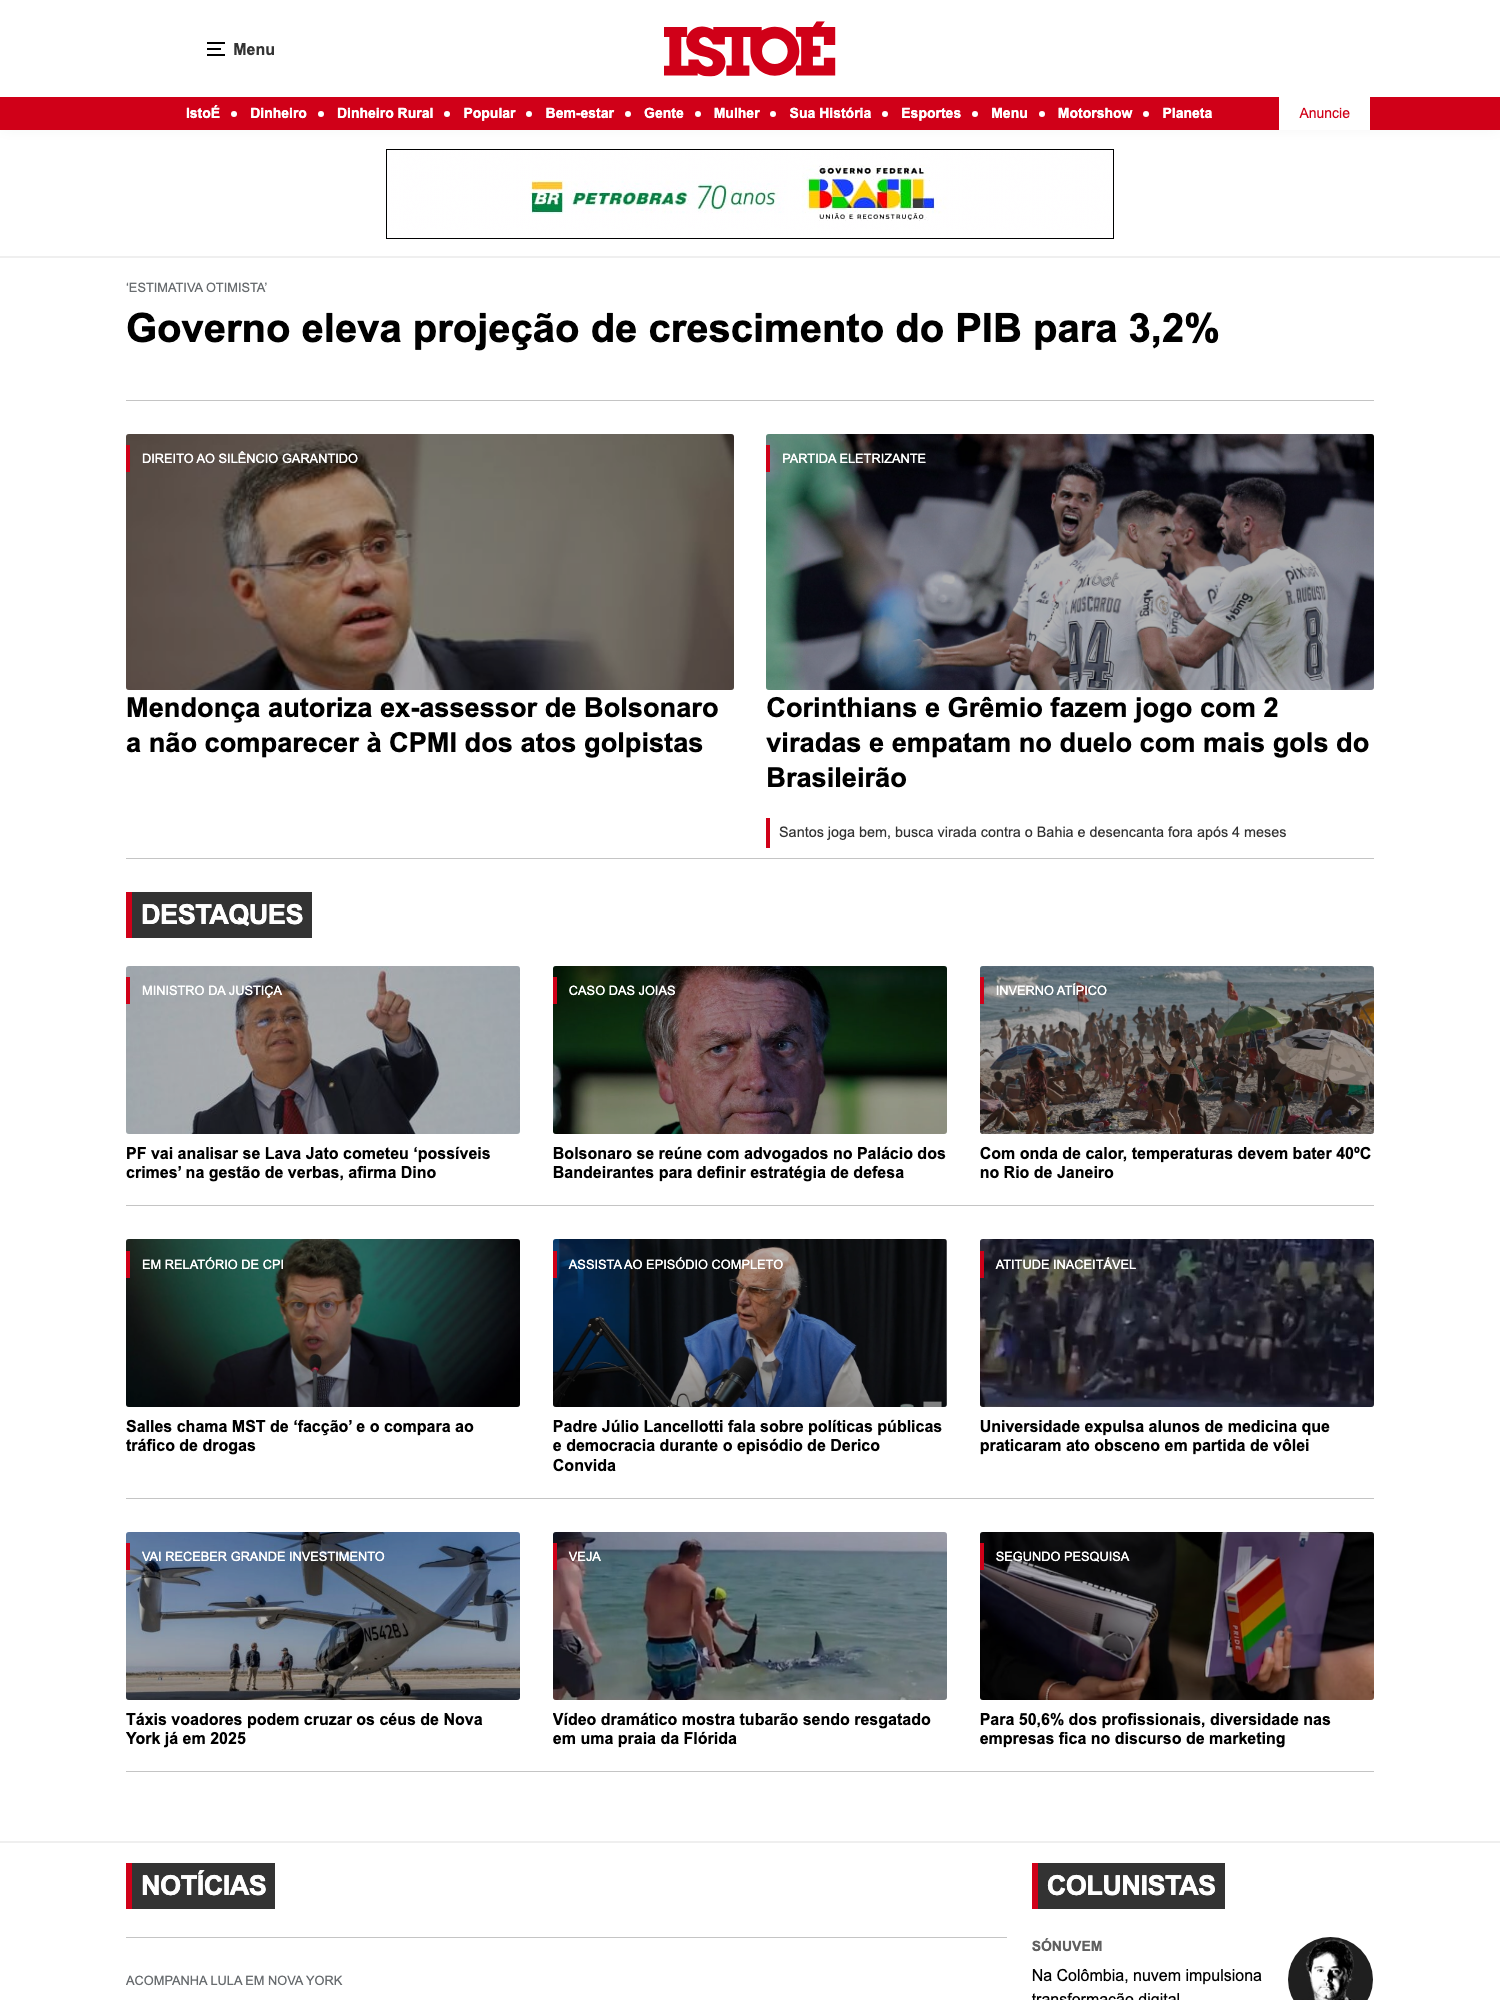 Menu
ISTOÉ
IstoÉ • Dinheiro • Dinheiro Rural • Popular • Bem-estar • Gente • Mulher • Sua História • Esportes • Menu • Motorshow • Planeta
Anuncie
BR PETROBRAS 70 anos
GOVERNO FEDERAL
BRASIL
UNIÃO E RECONSTRUÇÃO
'ESTIMATIVA OTIMISTA'
Governo eleva projeção de crescimento do PIB para 3,2%
DIREITO AO SILÊNCIO GARANTIDO
Mendonça autoriza ex-assessor de Bolsonaro
a não comparecer à CPMI dos atos golpistas
PARTIDA ELETRIZANTE
pixbet
G. MOSCARDO
44
bmg
pixbet
R. AUGUSTO
8
bmg
Corinthians e Grêmio fazem jogo com 2
viradas e empatam no duelo com mais gols do
Brasileirão
Santos joga bem, busca virada contra o Bahia e desencanta fora após 4 meses
DESTAQUES
MINISTRO DA JUSTIÇA
PF vai analisar se Lava Jato cometeu ‘possíveis
crimes’ na gestão de verbas, afirma Dino
CASO DAS JOIAS
Bolsonaro se reúne com advogados no Palácio dos
Bandeirantes para definir estratégia de defesa
INVERNO ATÍPICO
Com onda de calor, temperaturas devem bater 40ºC
no Rio de Janeiro
EM RELATÓRIO DE CPI
Salles chama MST de ‘facção’ e o compara ao
tráfico de drogas
ASSISTA AO EPISÓDIO COMPLETO
Padre Júlio Lancellotti fala sobre políticas públicas
e democracia durante o episódio de Derico
Convida
ATITUDE INACEITÁVEL
Universidade expulsa alunos de medicina que
praticaram ato obsceno em partida de vôlei
VAI RECEBER GRANDE INVESTIMENTO
N542BJ
Táxis voadores podem cruzar os céus de Nova
York já em 2025
VEJA
Vídeo dramático mostra tubarão sendo resgatado
em uma praia da Flórida
SEGUNDO PESQUISA
PRIDE
Para 50,6% dos profissionais, diversidade nas
empresas fica no discurso de marketing
NOTÍCIAS
ACOMPANHA LULA EM NOVA YORK
COLUNISTAS
SÓNUVEM
Na Colômbia, nuvem impulsiona
transformação digital